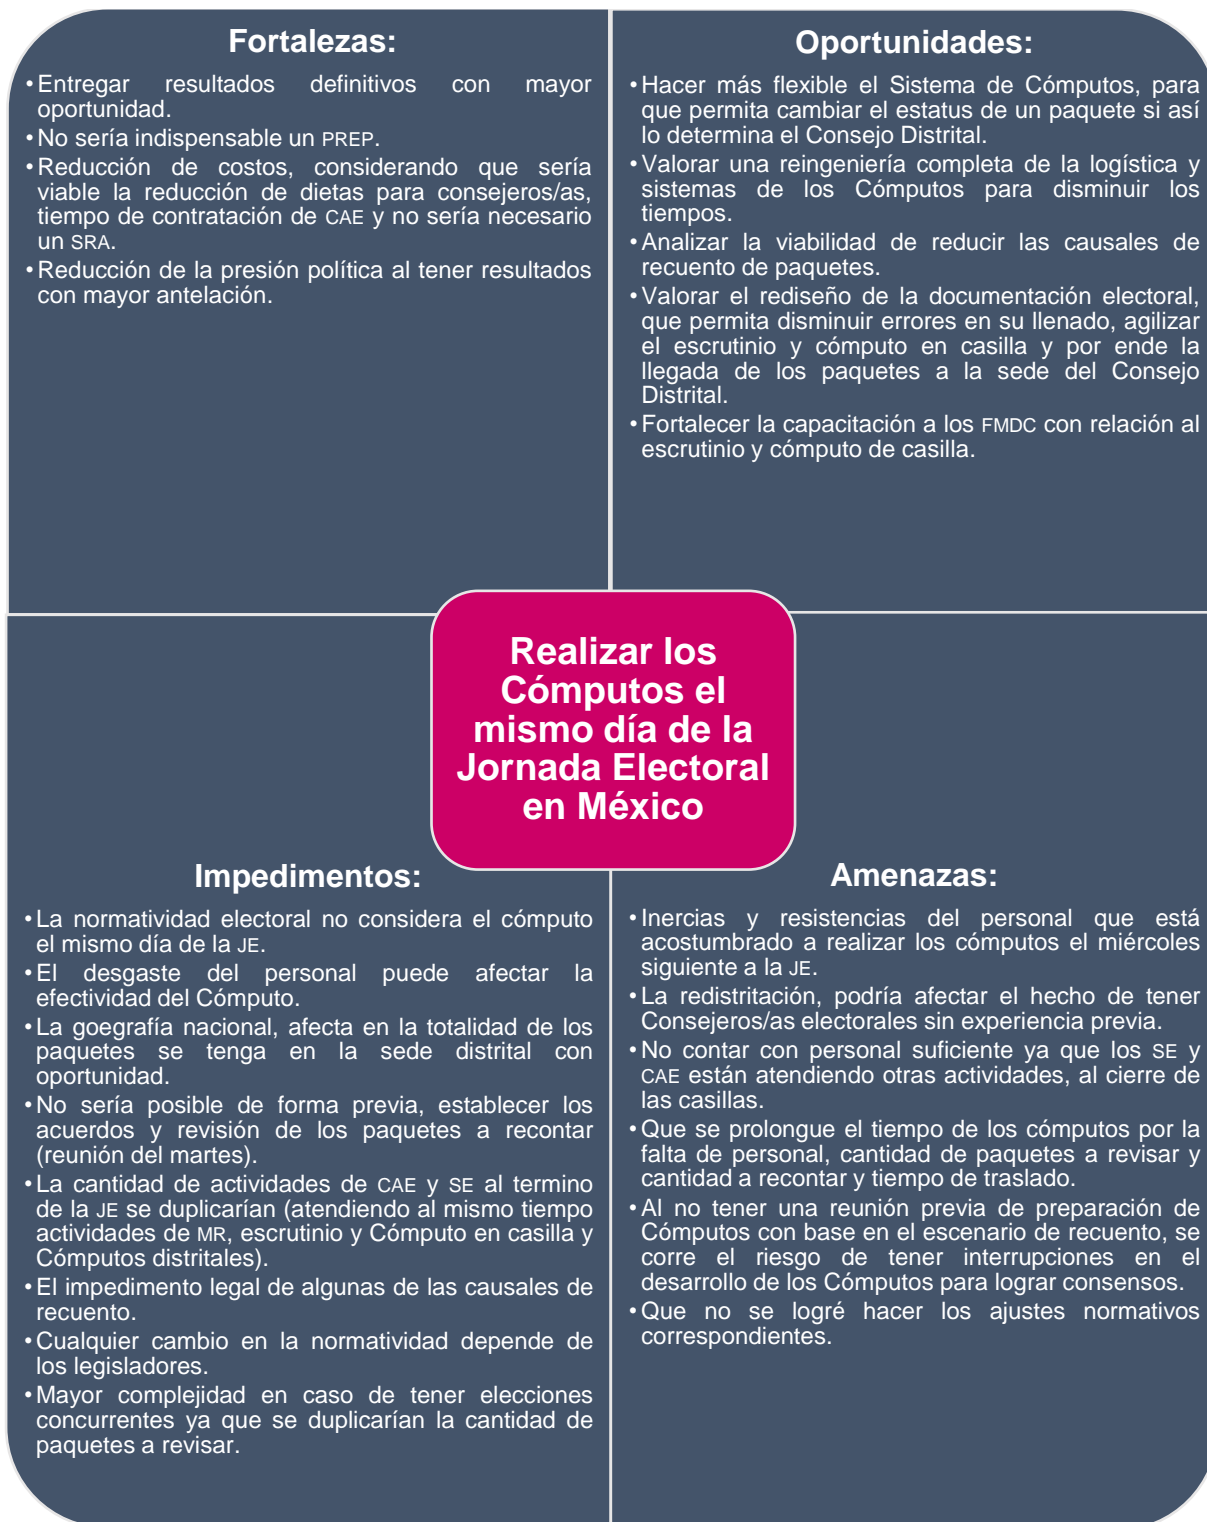 Fortalezas:
• Entregar resultados definitivos con mayor
oportunidad.
• No sería indispensable un PREP.
• Reducción de costos, considerando que sería
viable la reducción de dietas para consejeros/as,
tiempo de contratación de CAE y no sería necesario
un SRA.
• Reducción de la presión política al tener resultados
con mayor antelación.
Oportunidades:
• Hacer más flexible el Sistema de Cómputos, para
que permita cambiar el estatus de un paquete si así
lo determina el Consejo Distrital.
• Valorar una reingeniería completa de la logística y
sistemas de los Cómputos para disminuir los
tiempos.
• Analizar la viabilidad de reducir las causales de
recuento de paquetes.
• Valorar el rediseño de la documentación electoral,
que permita disminuir errores en su llenado, agilizar
el escrutinio y cómputo en casilla y por ende la
llegada de los paquetes a la sede del Consejo
Distrital.
• Fortalecer la capacitación a los FMDC con relación al
escrutinio y cómputo de casilla.
Realizar los
Cómputos el
mismo día de la
Jornada Electoral
en México
Impedimentos:
• La normatividad electoral no considera el cómputo
el mismo día de la JE.
• El desgaste del personal puede afectar la
efectividad del Cómputo.
• La goegrafía nacional, afecta en la totalidad de los
paquetes se tenga en la sede distrital con
oportunidad.
• No sería posible de forma previa, establecer los
acuerdos y revisión de los paquetes a recontar
(reunión del martes).
• La cantidad de actividades de CAE y SE al termino
de la JE se duplicarían (atendiendo al mismo tiempo
actividades de MR, escrutinio y Cómputo en casilla y
Cómputos distritales).
• El impedimento legal de algunas de las causales de
recuento.
• Cualquier cambio en la normatividad depende de
los legisladores.
• Mayor complejidad en caso de tener elecciones
concurrentes ya que se duplicarían la cantidad de
paquetes a revisar.
Amenazas:
• Inercias y resistencias del personal que está
acostumbrado a realizar los cómputos el miércoles
siguiente a la JE.
• La redistritación, podría afectar el hecho de tener
Consejeros/as electorales sin experiencia previa.
• No contar con personal suficiente ya que los SE y
CAE están atendiendo otras actividades, al cierre de
las casillas.
• Que se prolongue el tiempo de los cómputos por la
falta de personal, cantidad de paquetes a revisar y
cantidad a recontar y tiempo de traslado.
• Al no tener una reunión previa de preparación de
Cómputos con base en el escenario de recuento, se
corre el riesgo de tener interrupciones en el
desarrollo de los Cómputos para lograr consensos.
• Que no se logré hacer los ajustes normativos
correspondientes.